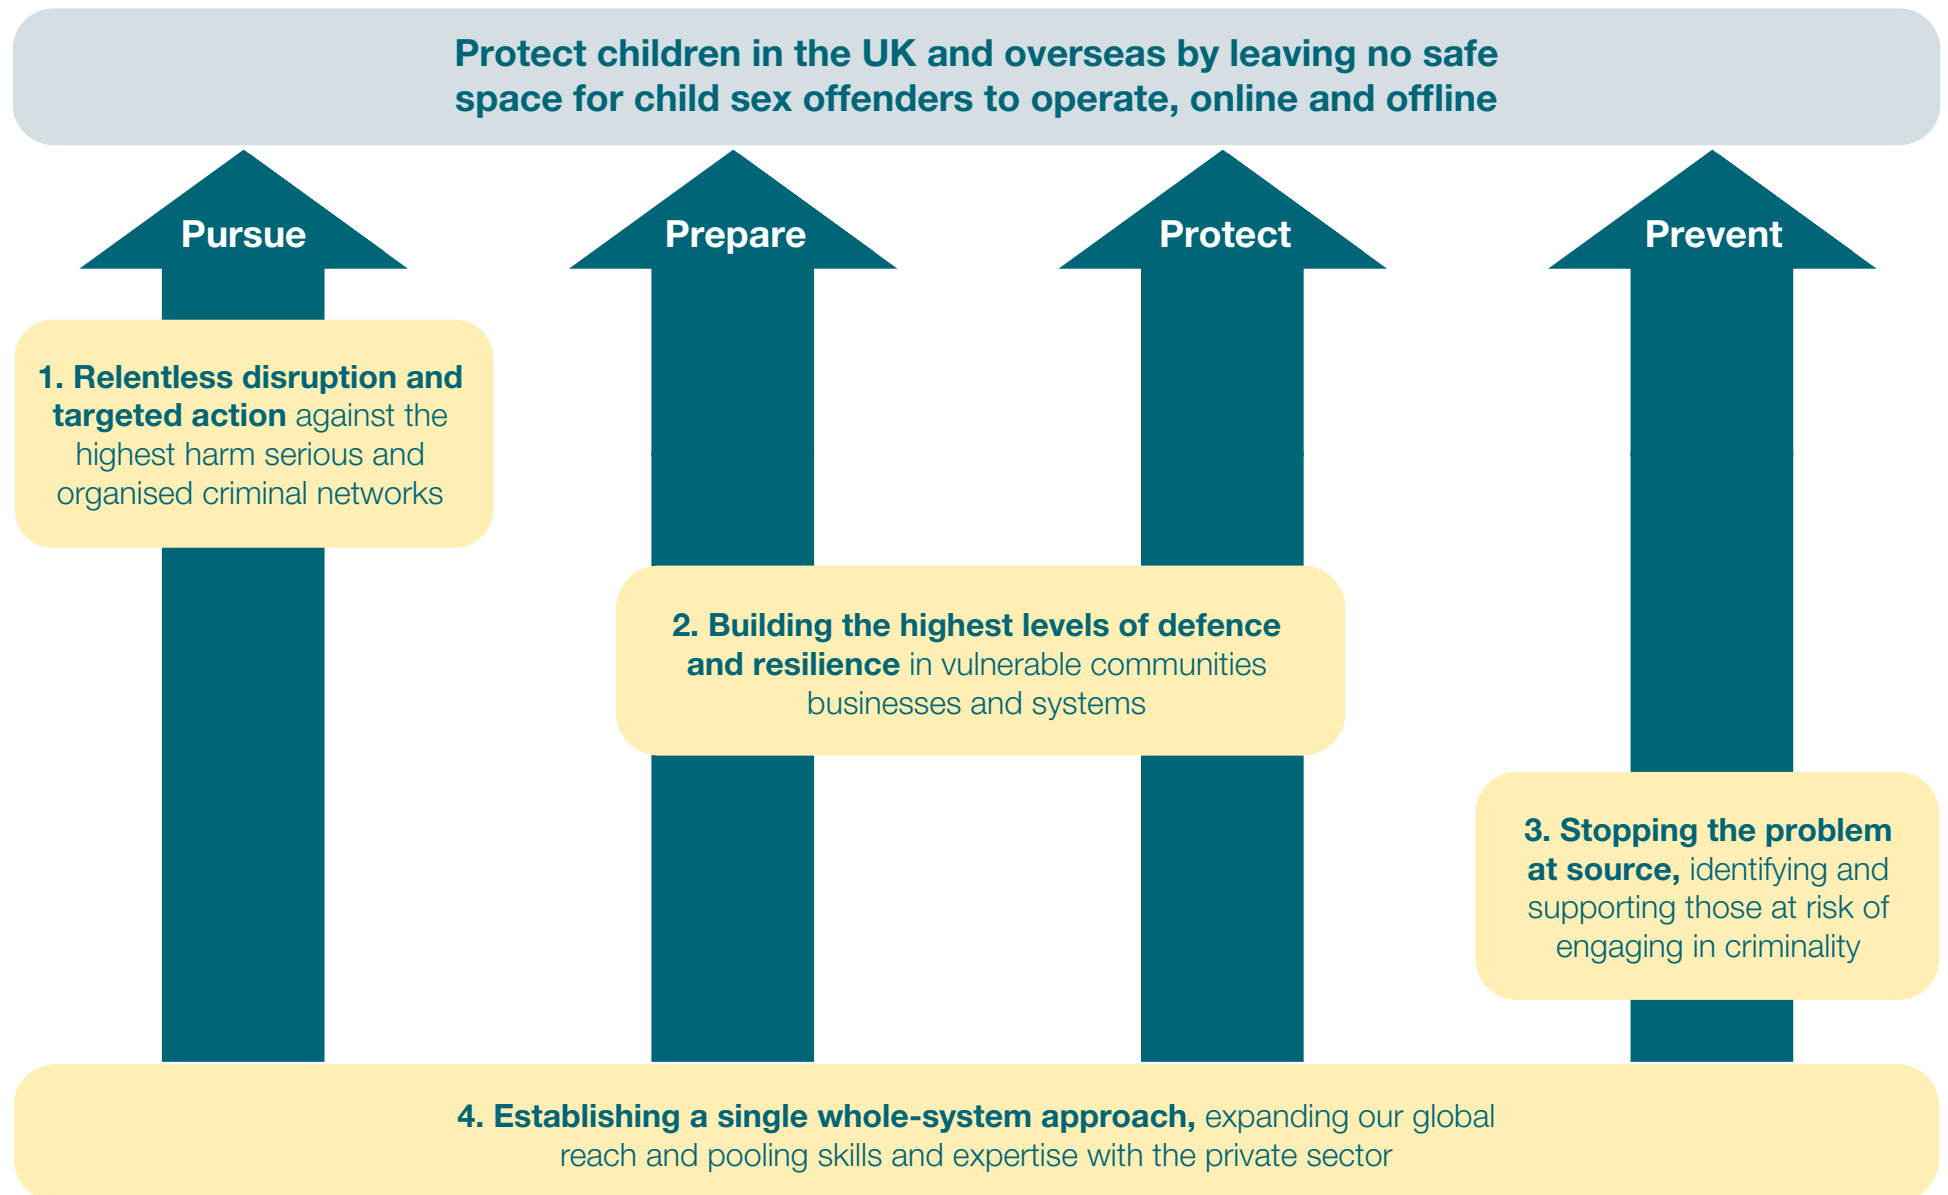 Protect children in the UK and overseas by leaving no safe
space for child sex offenders to operate, online and offline
Pursue
Prepare
Protect
Prevent
1. Relentless disruption and
targeted action against the
highest harm serious and
organised criminal networks
2. Building the highest levels of defence
and resilience in vulnerable communities
businesses and systems
3. Stopping the problem
at source, identifying and
supporting those at risk of
engaging in criminality
4. Establishing a single whole-system approach, expanding our global
reach and pooling skills and expertise with the private sector